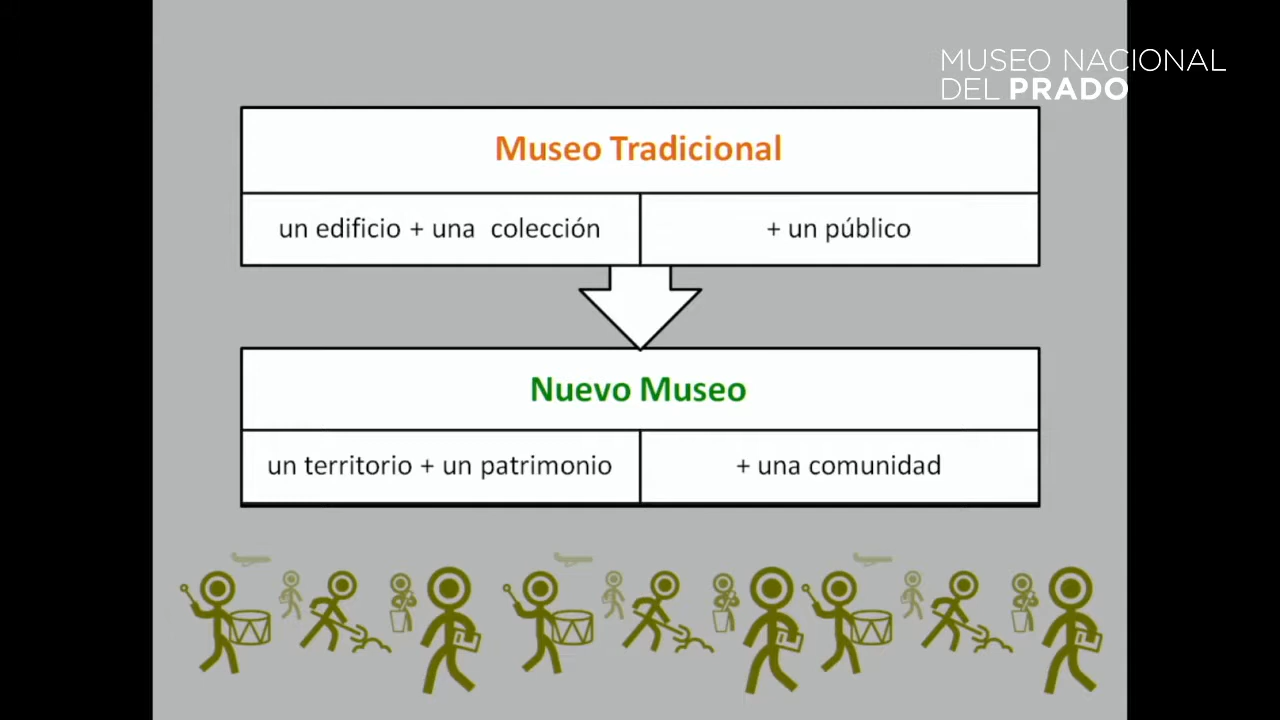 MUSEO NACIONAL
DEL PRADO
Museo Tradicional
un edificio + una colección
+ un público
Nuevo Museo
un territorio + un patrimonio
+ una comunidad